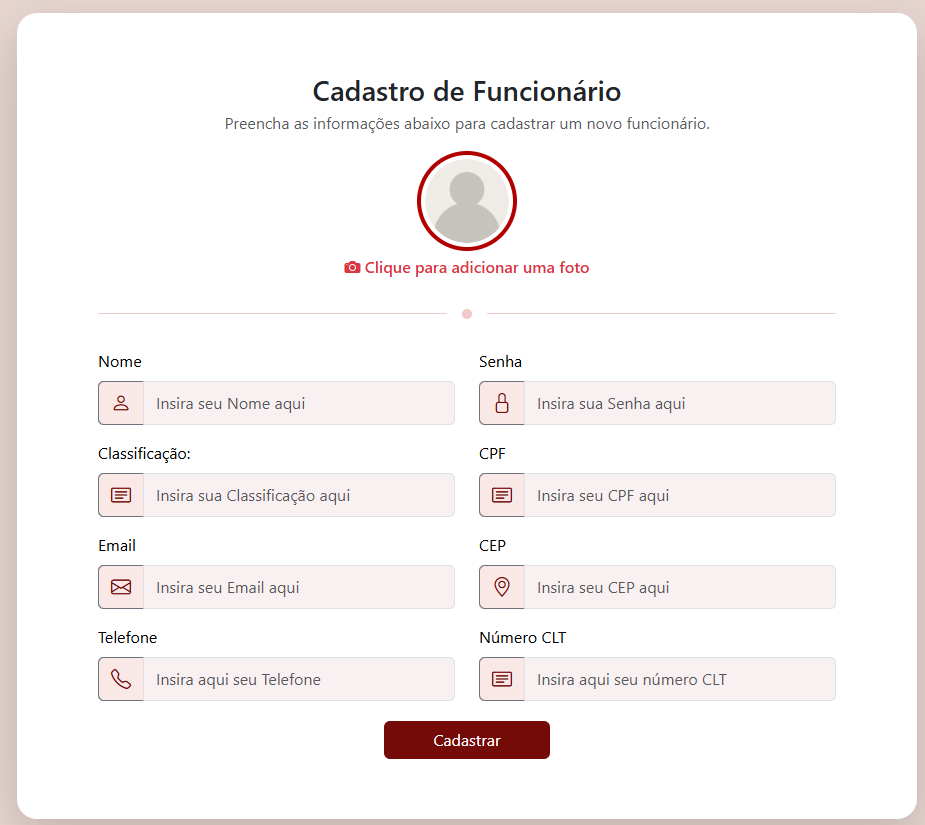 Cadastro de Funcionário
Preencha as informações abaixo para cadastrar um novo funcionário.
Clique para adicionar uma foto
Nome
Insira seu Nome aqui
Senha
Insira sua Senha aqui
Classificação:
Insira sua Classificação aqui
CPF
Insira seu CPF aqui
Email
Insira seu Email aqui
CEP
Insira seu CEP aqui
Telefone
Insira aqui seu Telefone
Número CLT
Insira aqui seu número CLT
Cadastrar